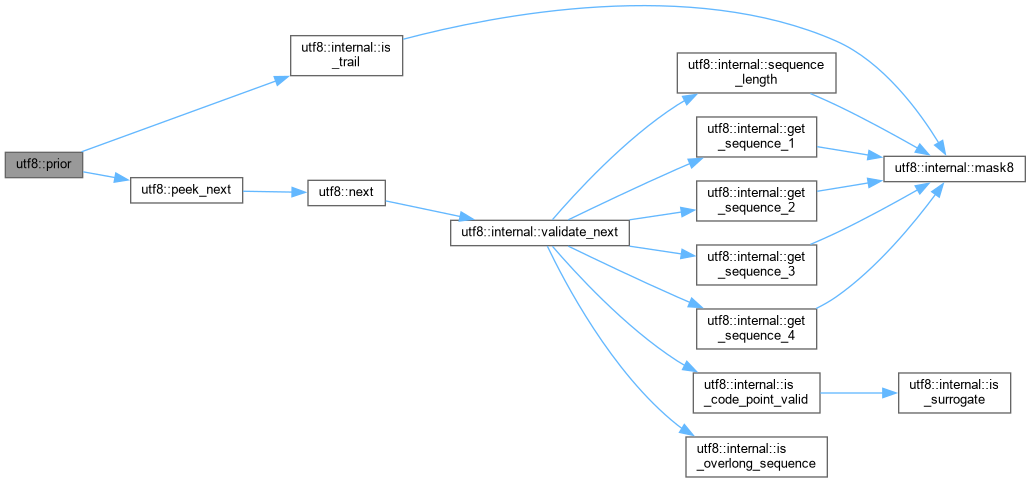 utf8::prior
utf8::internal::is
_trail
utf8::peek_next
utf8::next
utf8::internal::validate_next
utf8::internal::sequence
_length
utf8::internal::get
_sequence_1
utf8::internal::get
_sequence_2
utf8::internal::get
_sequence_3
utf8::internal::get
_sequence_4
utf8::internal::is
_code_point_valid
utf8::internal::is
_overlong_sequence
utf8::internal::mask8
utf8::internal::is
_surrogate